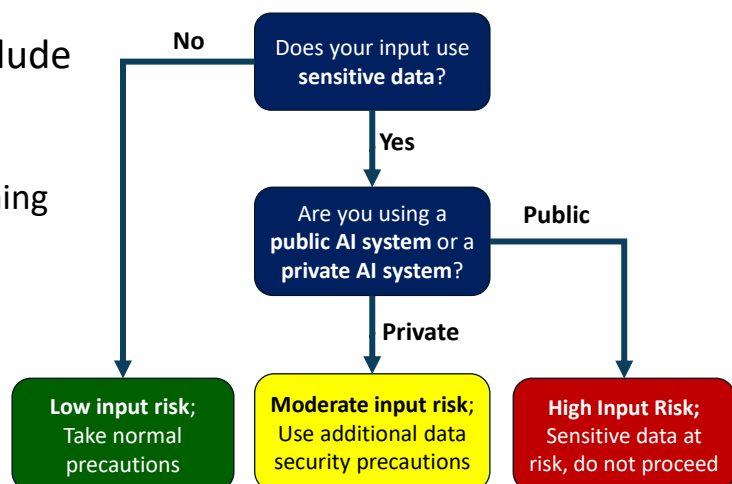 lude
No
Does your input use
sensitive data?
Yes
ning
Are you using a
public AI system or a
private AI system?
Public
Private
Low input risk;
Take normal
precautions
Moderate input risk;
Use additional data
security precautions
High Input Risk;
Sensitive data at
risk, do not proceed